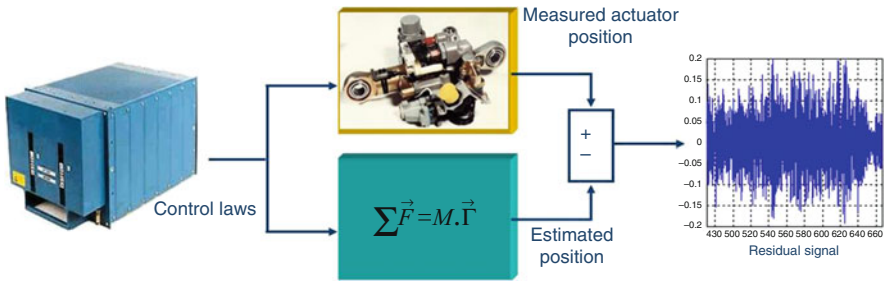 Measured actuator
position
Control laws
∑F⃗=M.Γ⃗
+
−
Estimated
position
0.2
0.15
0.1
0.05
0
−0.05
−0.1
−0.15
−0.2
430 500 520 540 560 580 600 620 640 660
Residual signal